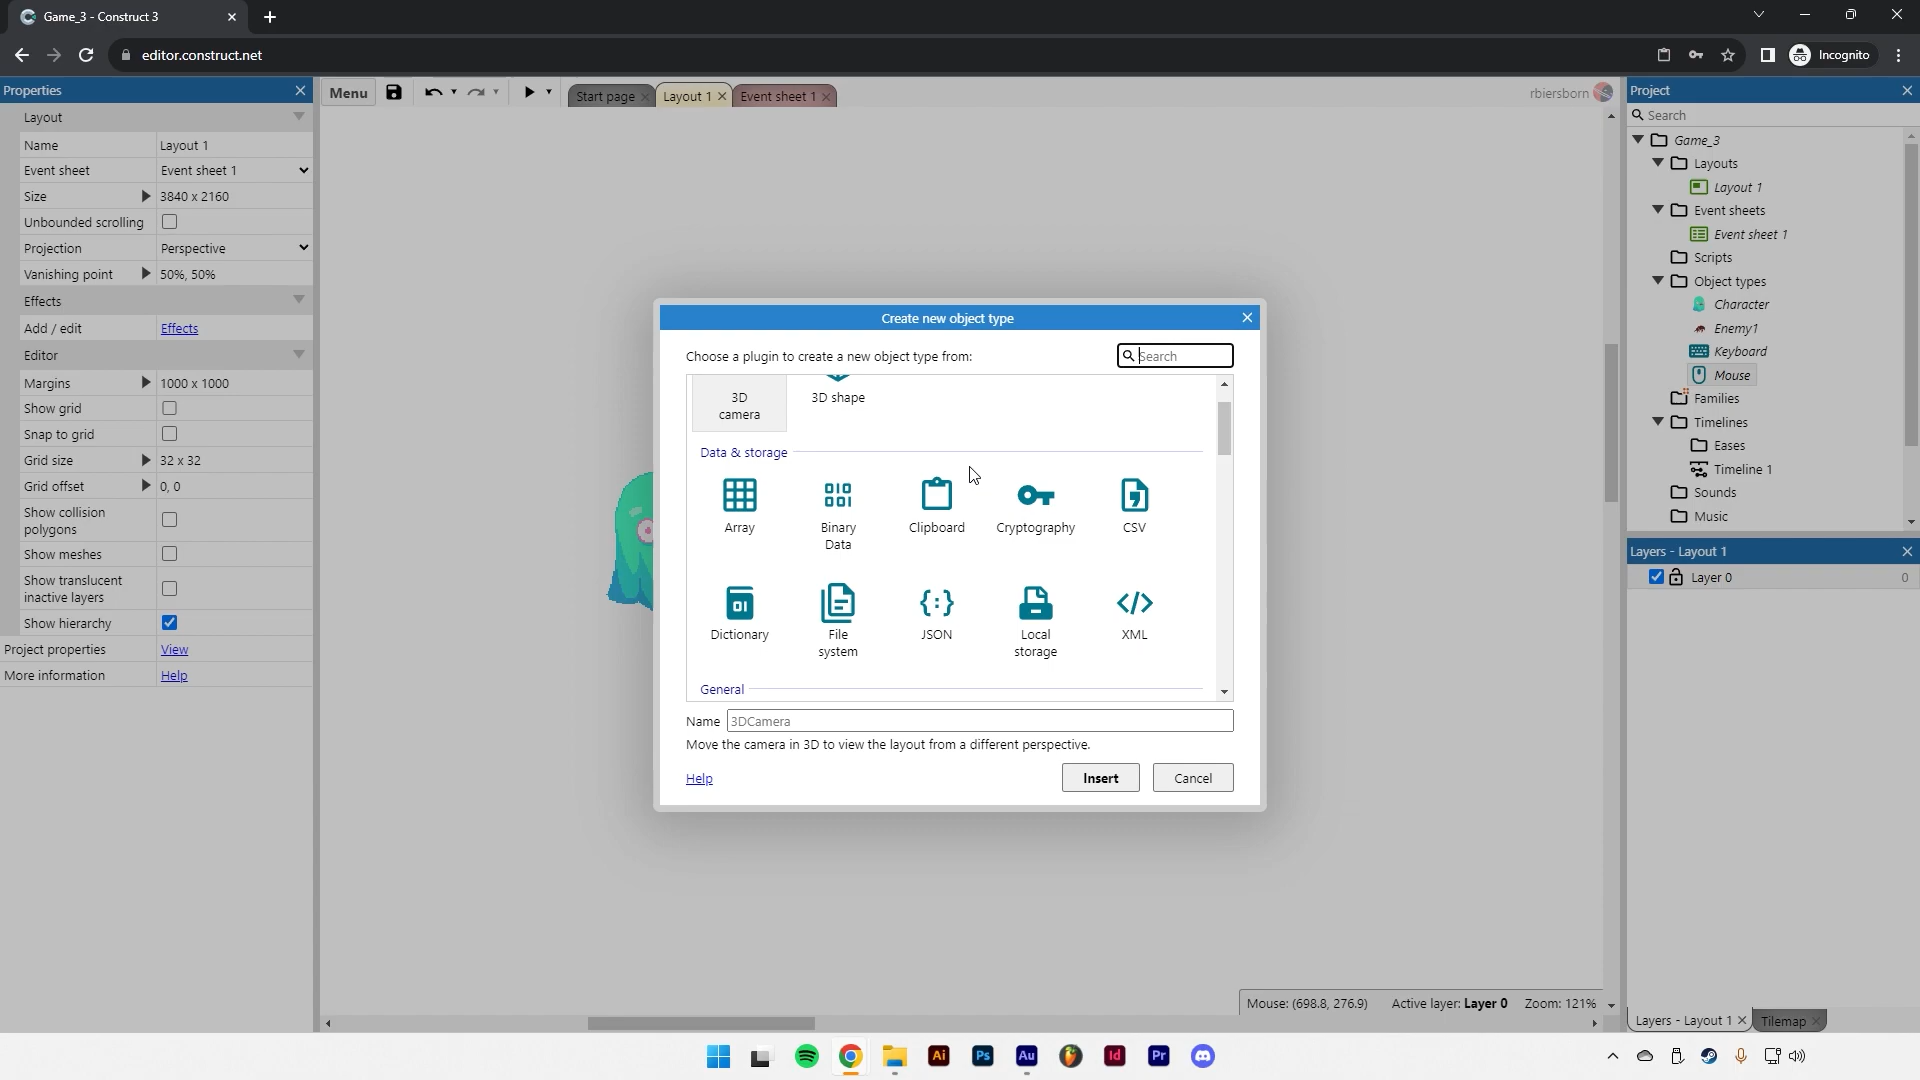 Game_3 - Construct 3
editor.construct.net
Incognito
Properties
Menu
Start page
Layout 1
Event sheet 1
rbiersborn
Project
Layout
Name Layout 1
Event sheet Event sheet 1
Size 3840 x 2160
Unbounded scrolling
Projection Perspective
Vanishing point 50%, 50%
Effects
Add / edit Effects
Editor
Margins 1000 x 1000
Show grid
Snap to grid
Grid size 32 x 32
Grid offset 0, 0
Show collision
polygons
Show meshes
Show translucent
inactive layers
Show hierarchy
Project properties View
More information Help
Create new object type
Choose a plugin to create a new object type from:
Search
3D
camera
3D shape
Data & storage
Array
Binary
Data
Clipboard
Cryptography
CSV
Dictionary
File
system
JSON
Local
storage
XML
General
Name 3DCamera
Move the camera in 3D to view the layout from a different perspective.
Help
Insert
Cancel
Mouse: (698.8, 276.9) Active layer: Layer 0 Zoom: 121%
Search
Game_3
Layouts
Layout 1
Event sheets
Event sheet 1
Scripts
Object types
Character
Enemy1
Keyboard
Mouse
Families
Timelines
Eases
Timeline 1
Sounds
Music
Layers - Layout 1
Layer 0 0
Layers - Layout 1
Tilemap
Ai
Ps
Au
Id
Pr